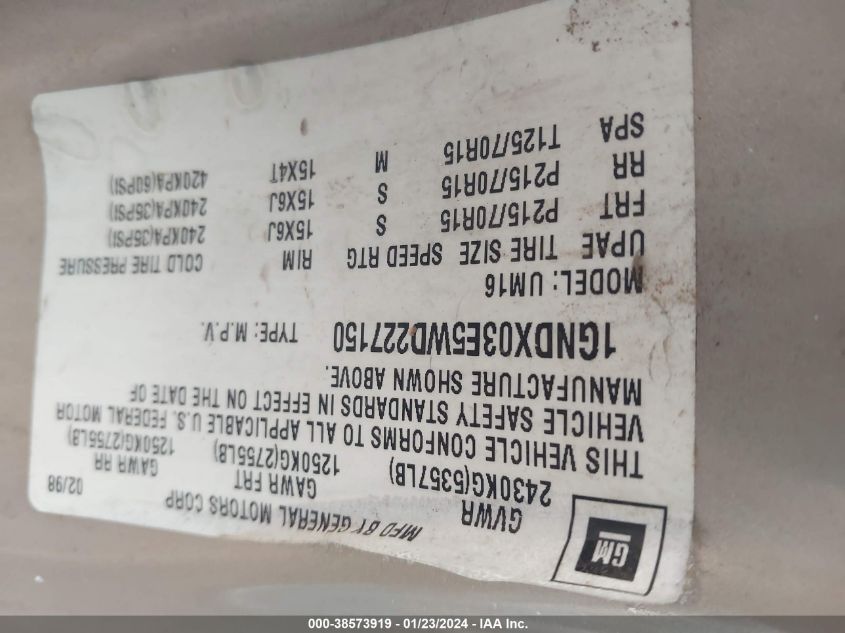 GM
MFD BY GENERAL MOTORS CORP
02/98
GVWR GAWR FRT GAWR RR
2430KG(5357LB) 1250KG(2755LB) 1250KG(2755LB)
THIS VEHICLE CONFORMS TO ALL APPLICABLE U.S. FEDERAL MOTOR
VEHICLE SAFETY STANDARDS IN EFFECT ON THE DATE OF
MANUFACTURE SHOWN ABOVE.
1GNDX03E5WD227150 TYPE: M.P.V.
MODEL: UM16
UPAE TIRE SIZE SPEED RTG RIM COLD TIRE PRESSURE
FRT P215/70R15 S 15X6J 240KPA(35PSI)
RR P215/70R15 S 15X6J 240KPA(35PSI)
SPA T125/70R15 M 15X4T 420KPA(60PSI)
000-38573919 - 01/23/2024 - IAA Inc.